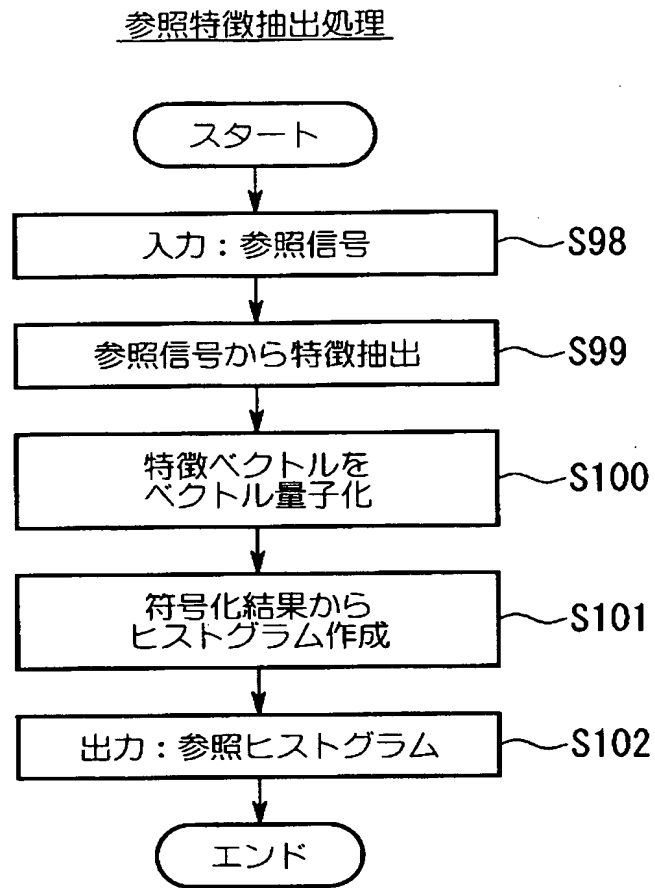 参照特徴抽出処理
スタート
入力：参照信号
S98
参照信号から特徴抽出
S99
特徴ベクトルを
ベクトル量子化
S100
符号化結果から
ヒストグラム作成
S101
出力：参照ヒストグラム
S102
エンド